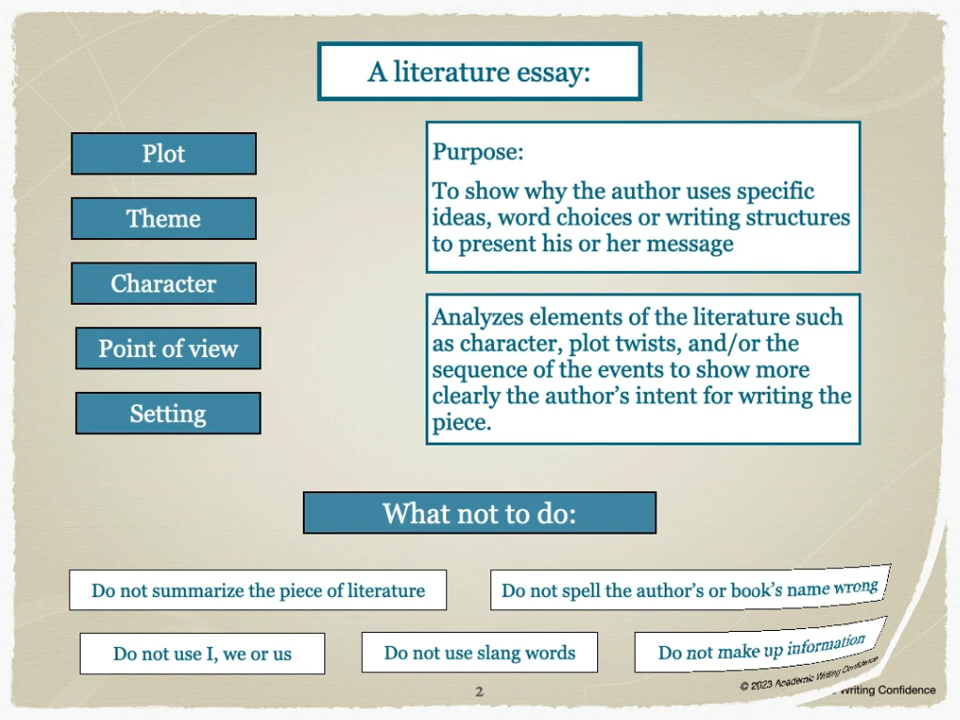 A literature essay:
Plot
Theme
Character
Point of view
Setting
Purpose:
To show why the author uses specific
ideas, word choices or writing structures
to present his or her message
Analyzes elements of the literature such
as character, plot twists, and/or the
sequence of the events to show more
clearly the author's intent for writing the
piece.
What not to do:
Do not summarize the piece of literature
Do not spell the author's or book's name wrong
Do not use I, we or us
Do not use slang words
Do not make up information
2
© 2023 Academic Writing Confidence
Writing Confidence